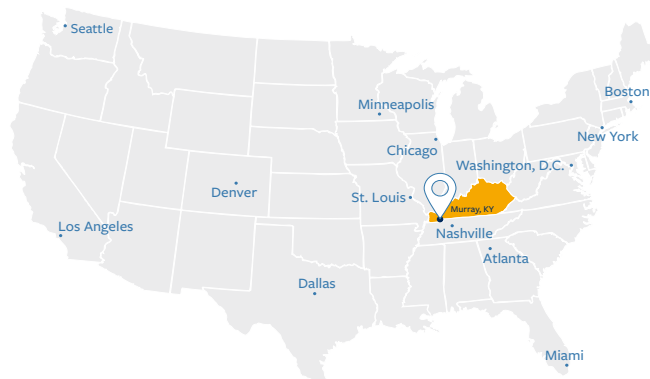 Seattle
Boston
Minneapolis
New York
Chicago
Washington, D.C.
Denver
St. Louis
Murray, KY
Los Angeles
Nashville
Atlanta
Dallas
Miami